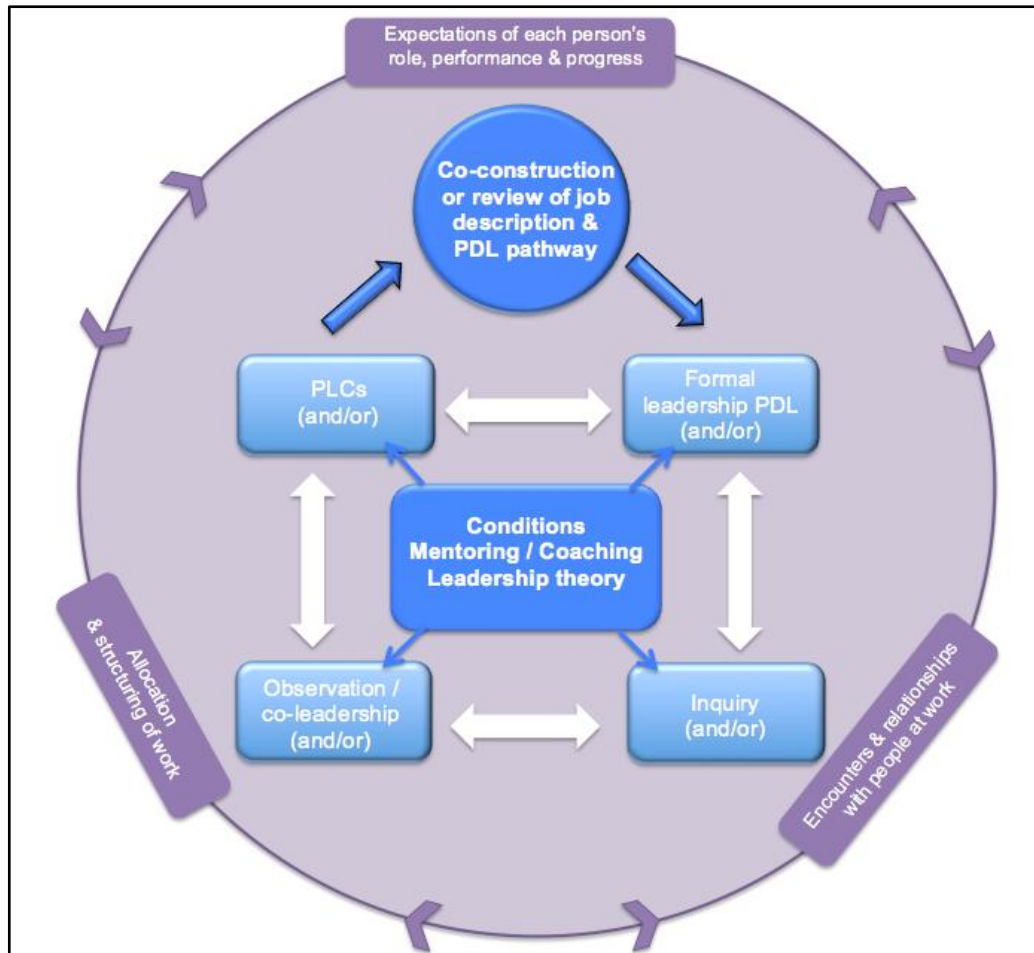 Expectations of each person's
role, performance & progress
Co-construction
or review of job
description &
PDL pathway
PLCs
(and/or)
Formal
leadership PDL
(and/or)
Conditions
Mentoring / Coaching
Leadership theory
Observation /
co-leadership
(and/or)
Inquiry
(and/or)
Allocation
& structuring of work
Encounters & relationships
with people at work